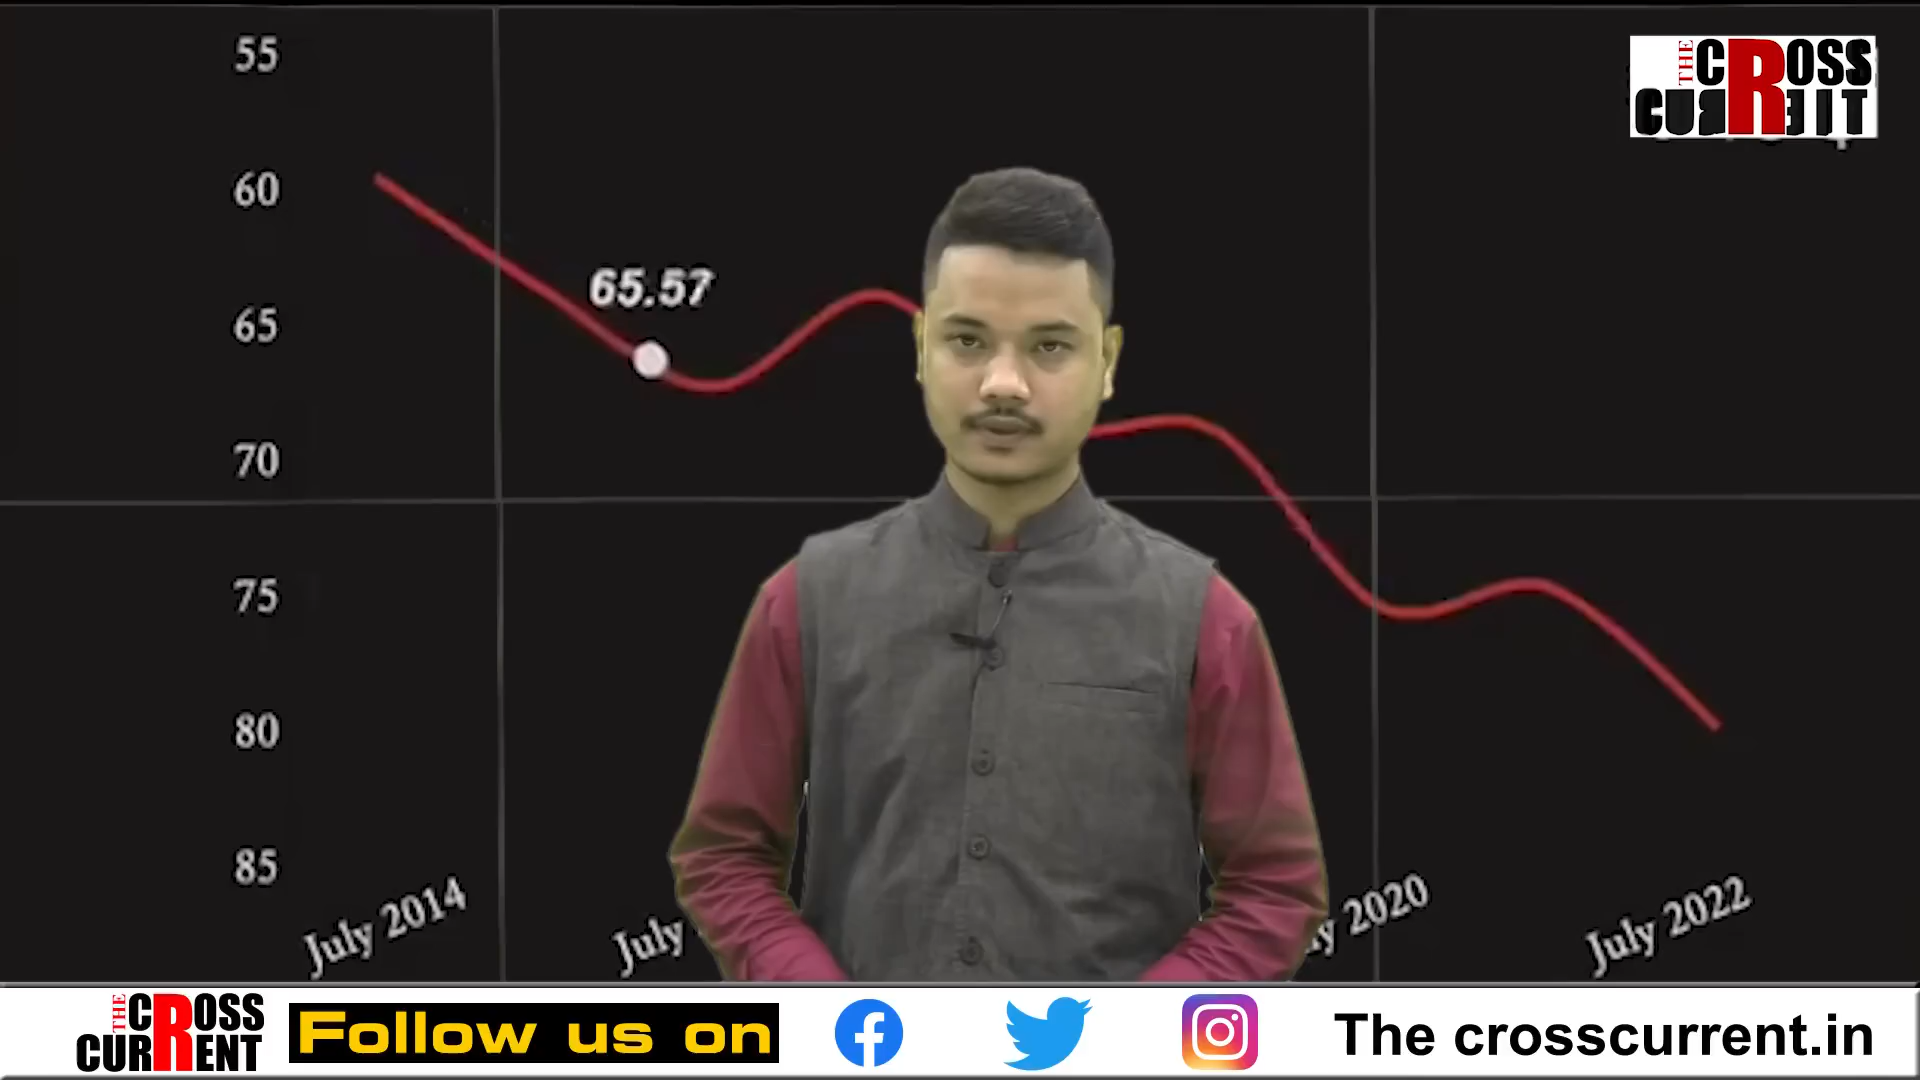 55
60
65
70
75
80
85
65.57
July 2014
July
2020
July 2022
THE CROSS
CURRENT
THE CROSS
CURRENT
Follow us on
The crosscurrent.in